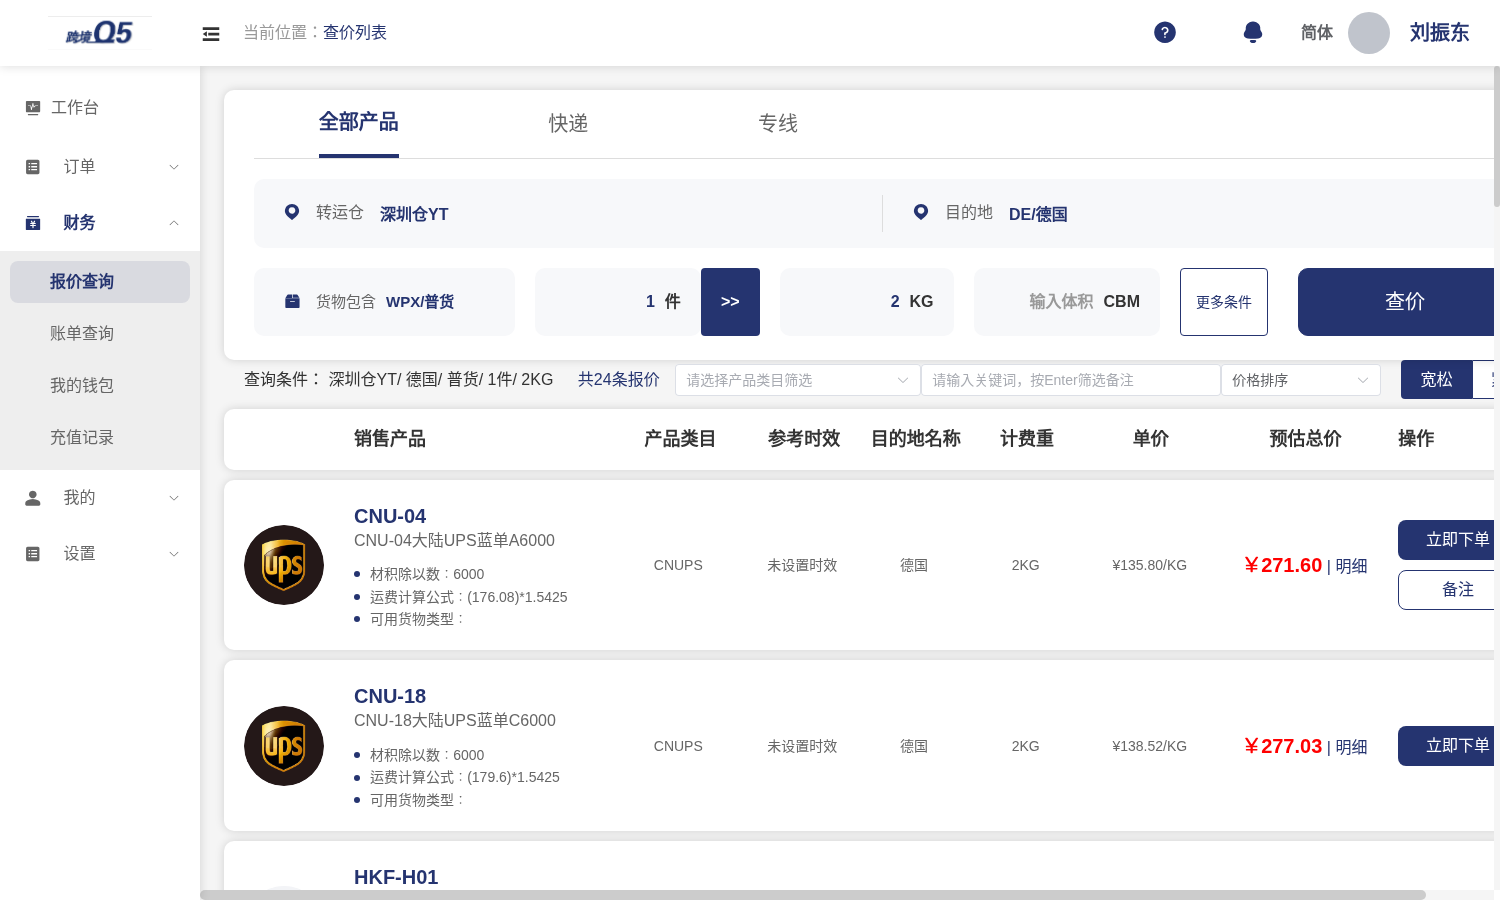 跨境Q5
当前位置：查价列表
简体
刘振东
工作台
订单
财务
报价查询
账单查询
我的钱包
充值记录
我的
设置
全部产品
快递
专线
转运仓 深圳仓YT
目的地 DE/德国
货物包含 WPX/普货
1 件
>>
2 KG
输入体积 CBM
更多条件
查价
查询条件： 深圳仓YT/ 德国/ 普货/ 1件/ 2KG
共24条报价
请选择产品类目筛选
请输入关键词，按Enter筛选备注
价格排序
宽松
销售产品 产品类目 参考时效 目的地名称 计费重 单价 预估总价 操作
CNU-04
CNU-04大陆UPS蓝单A6000
材积除以数：6000
运费计算公式：(176.08)*1.5425
可用货物类型：
ups
CNUPS
未设置时效
德国
2KG
¥135.80/KG
￥271.60 | 明细
立即下单
备注
CNU-18
CNU-18大陆UPS蓝单C6000
材积除以数：6000
运费计算公式：(179.6)*1.5425
可用货物类型：
ups
CNUPS
未设置时效
德国
2KG
¥138.52/KG
￥277.03 | 明细
立即下单
HKF-H01